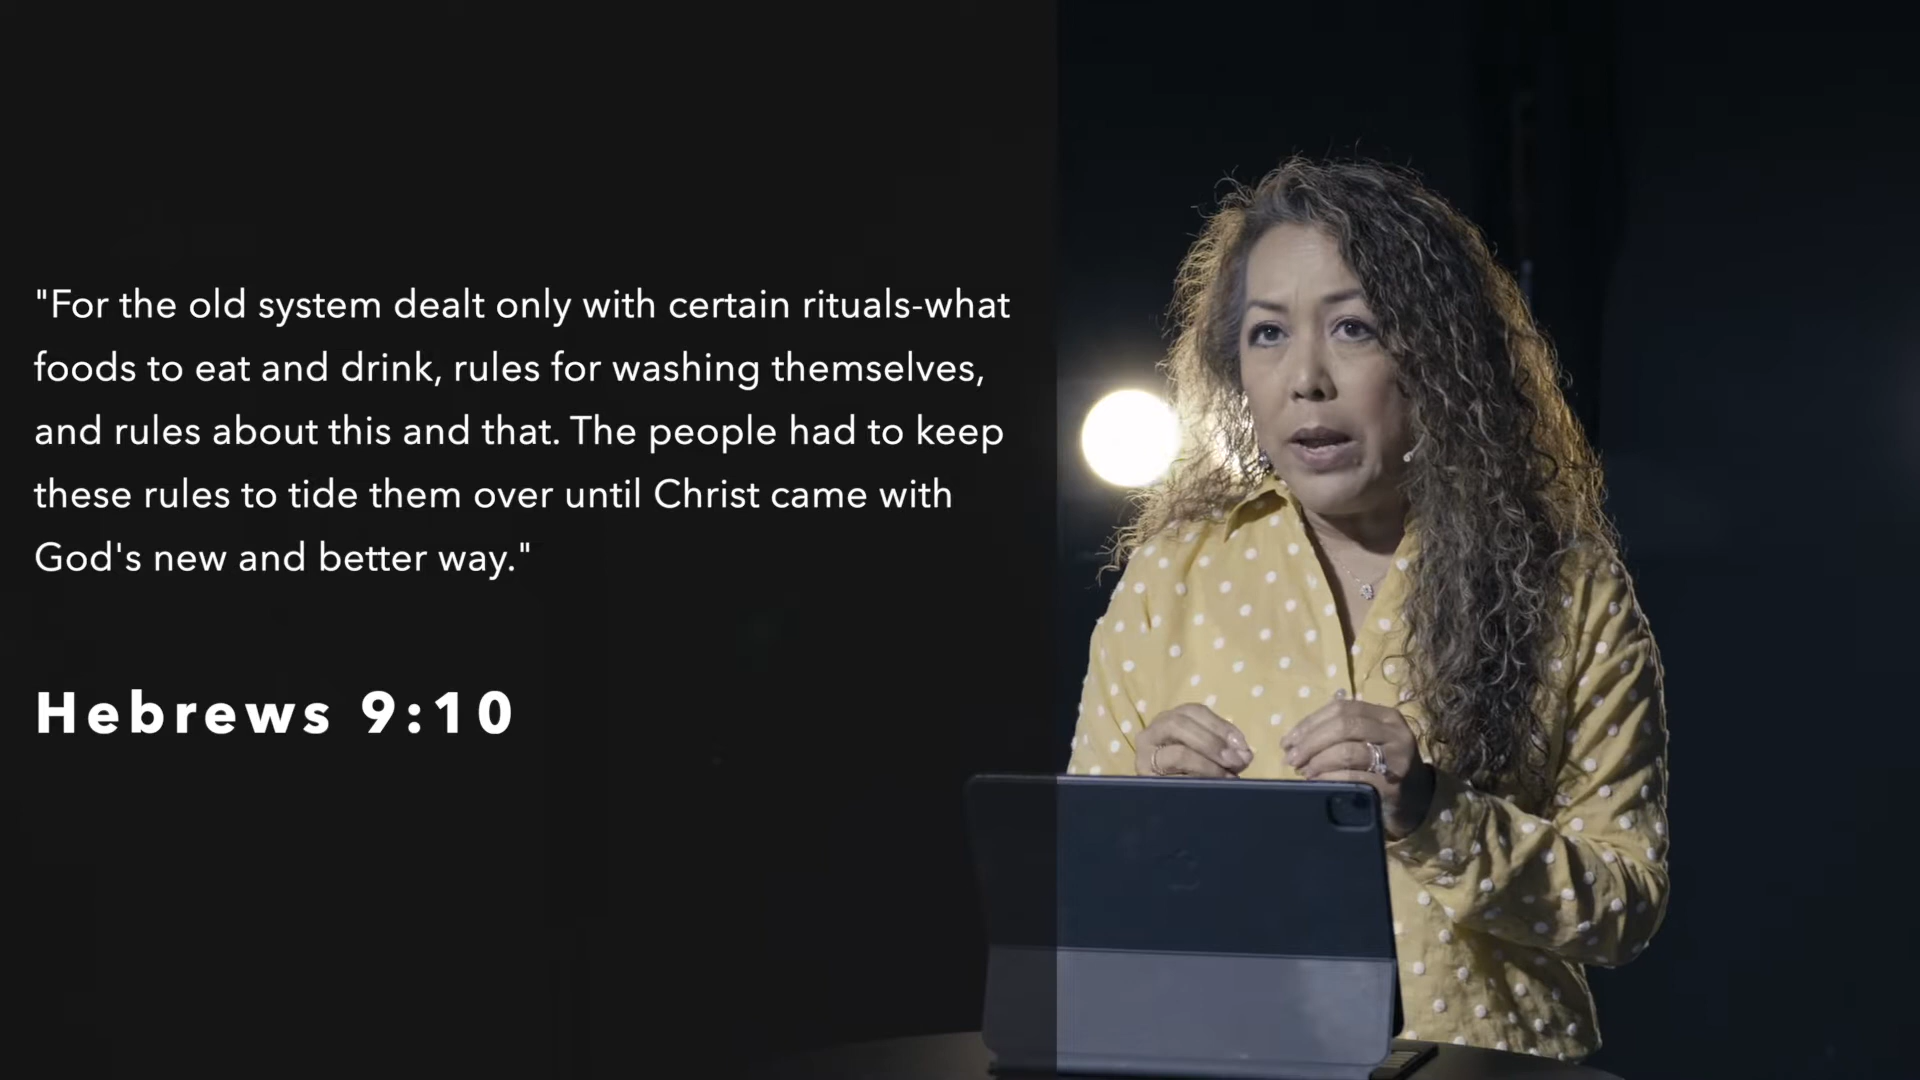 "For the old system dealt only with certain rituals-what
foods to eat and drink, rules for washing themselves,
and rules about this and that. The people had to keep
these rules to tide them over until Christ came with
God's new and better way."
Hebrews 9:10